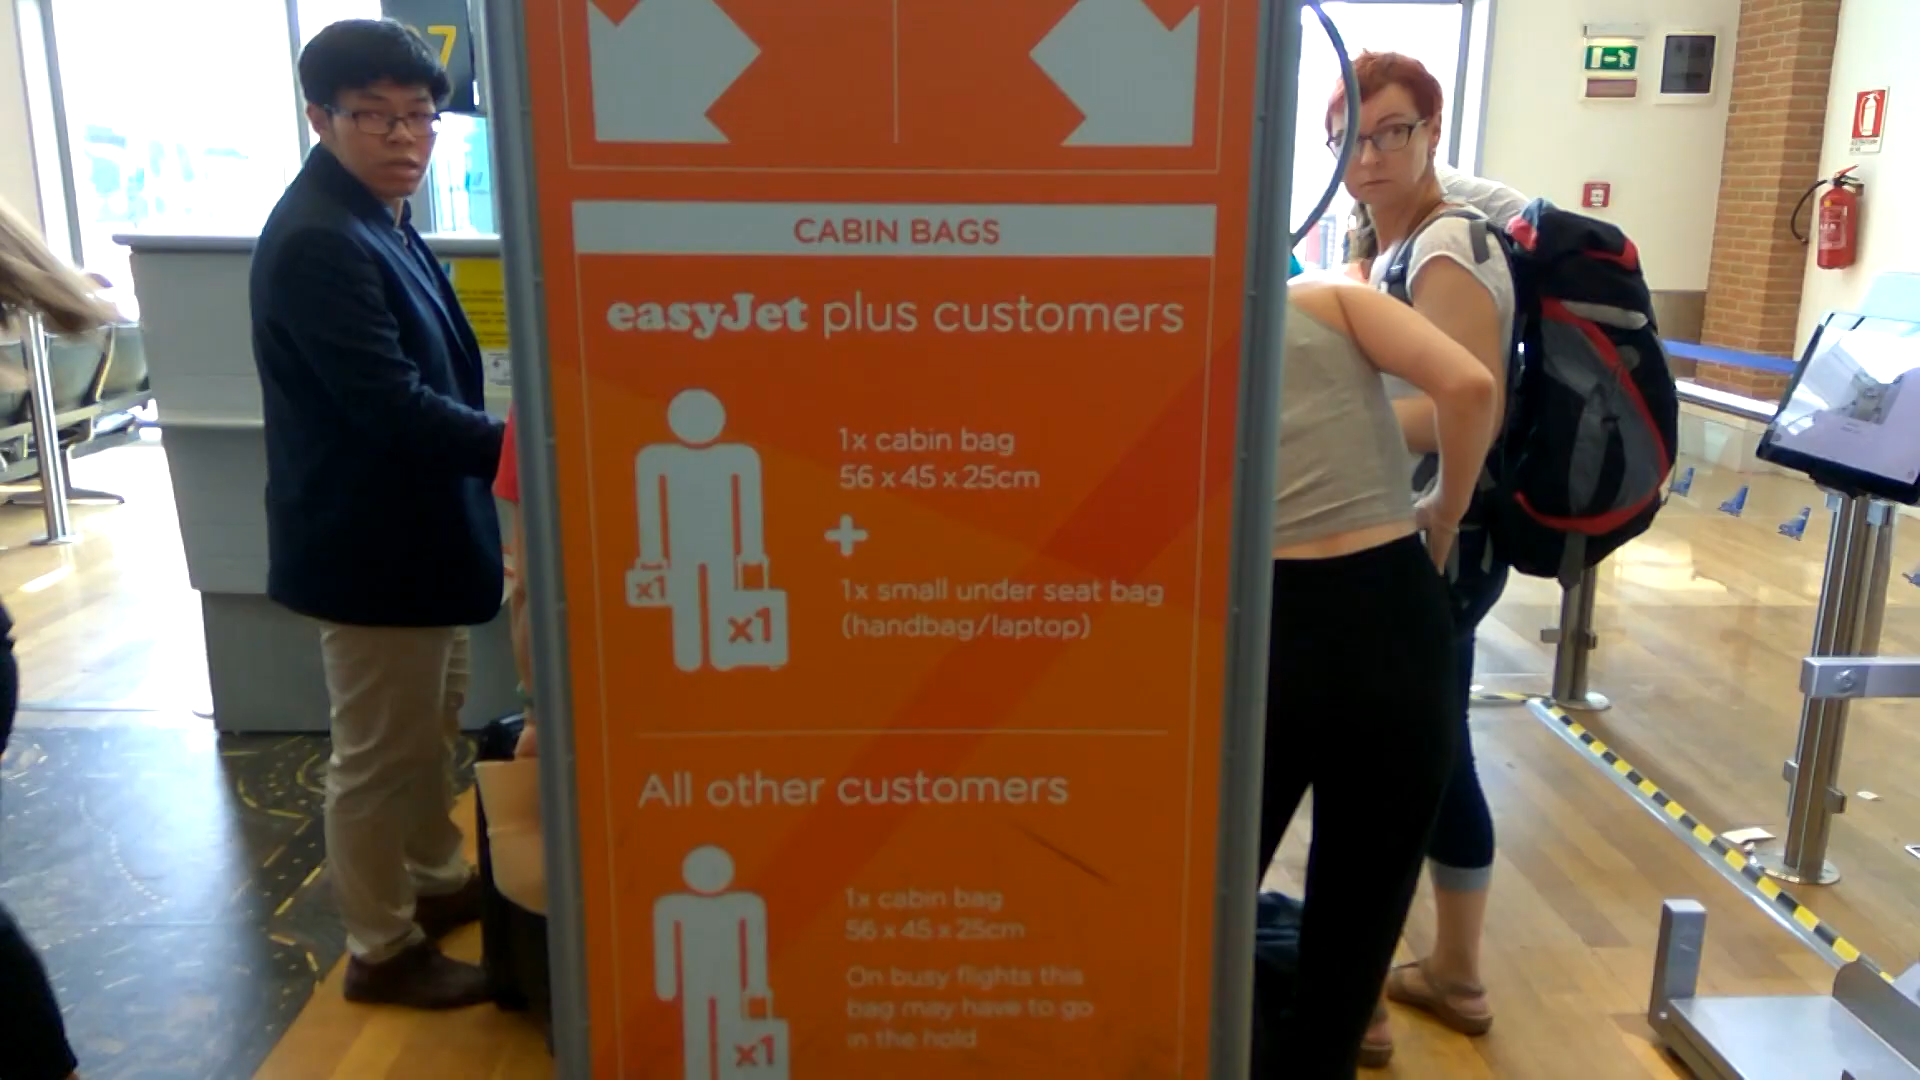 07
CABIN BAGS
easyJet plus customers
1x cabin bag
56 x 45 x 25cm
+
1x small under seat bag
(handbag/laptop)
x1
x1
All other customers
1x cabin bag
56 x 45 x 25cm
On busy flights this
bag may have to go
in the hold
x1